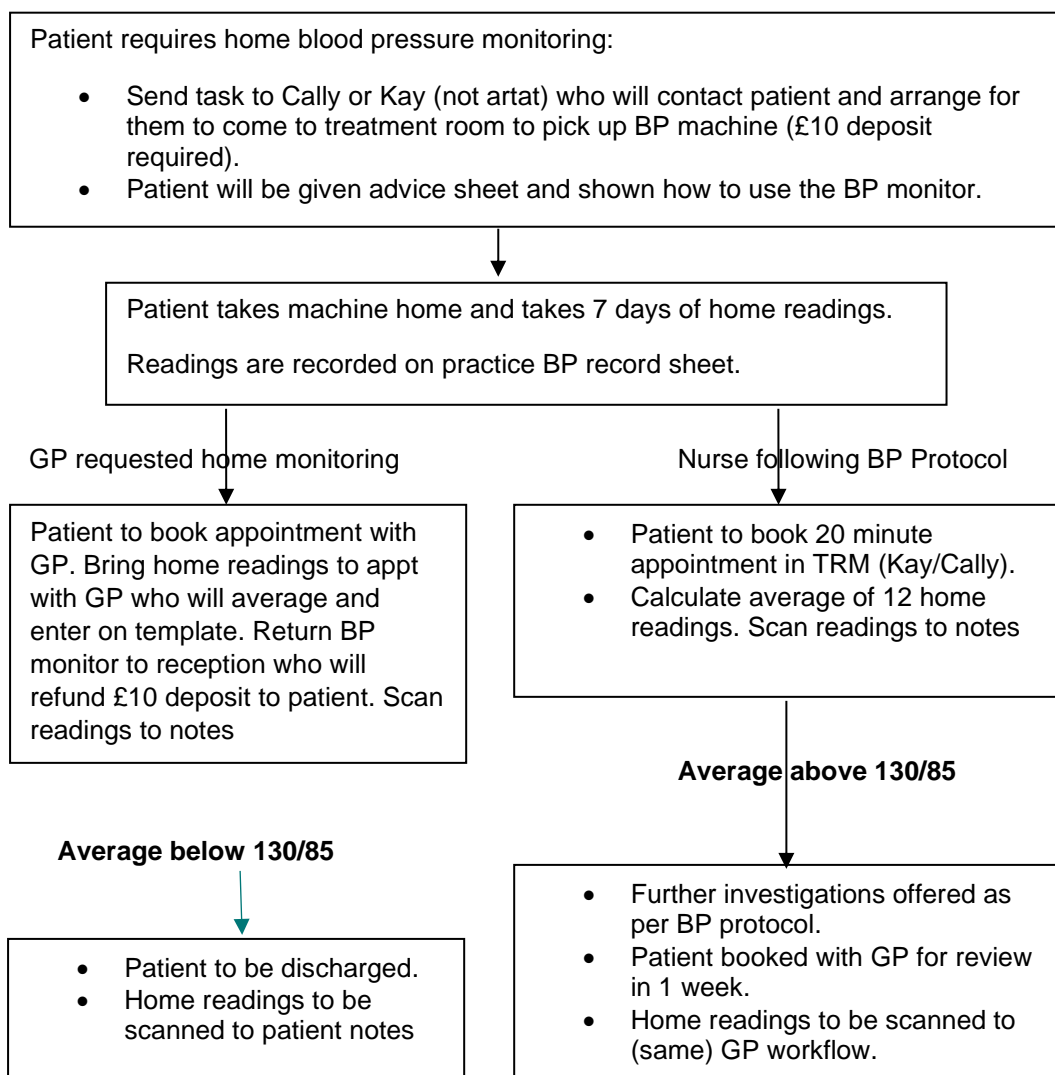 Patient requires home blood pressure monitoring:
• Send task to Cally or Kay (not artat) who will contact patient and arrange for
them to come to treatment room to pick up BP machine (£10 deposit
required).
• Patient will be given advice sheet and shown how to use the BP monitor.
Patient takes machine home and takes 7 days of home readings.
Readings are recorded on practice BP record sheet.
GP requested home monitoring
Nurse following BP Protocol
Patient to book appointment with
GP. Bring home readings to appt
with GP who will average and
enter on template. Return BP
monitor to reception who will
refund £10 deposit to patient. Scan
readings to notes
• Patient to book 20 minute
appointment in TRM (Kay/Cally).
• Calculate average of 12 home
readings. Scan readings to notes
Average above 130/85
Average below 130/85
• Patient to be discharged.
• Home readings to be
scanned to patient notes
• Further investigations offered as
per BP protocol.
• Patient booked with GP for review
in 1 week.
• Home readings to be scanned to
(same) GP workflow.